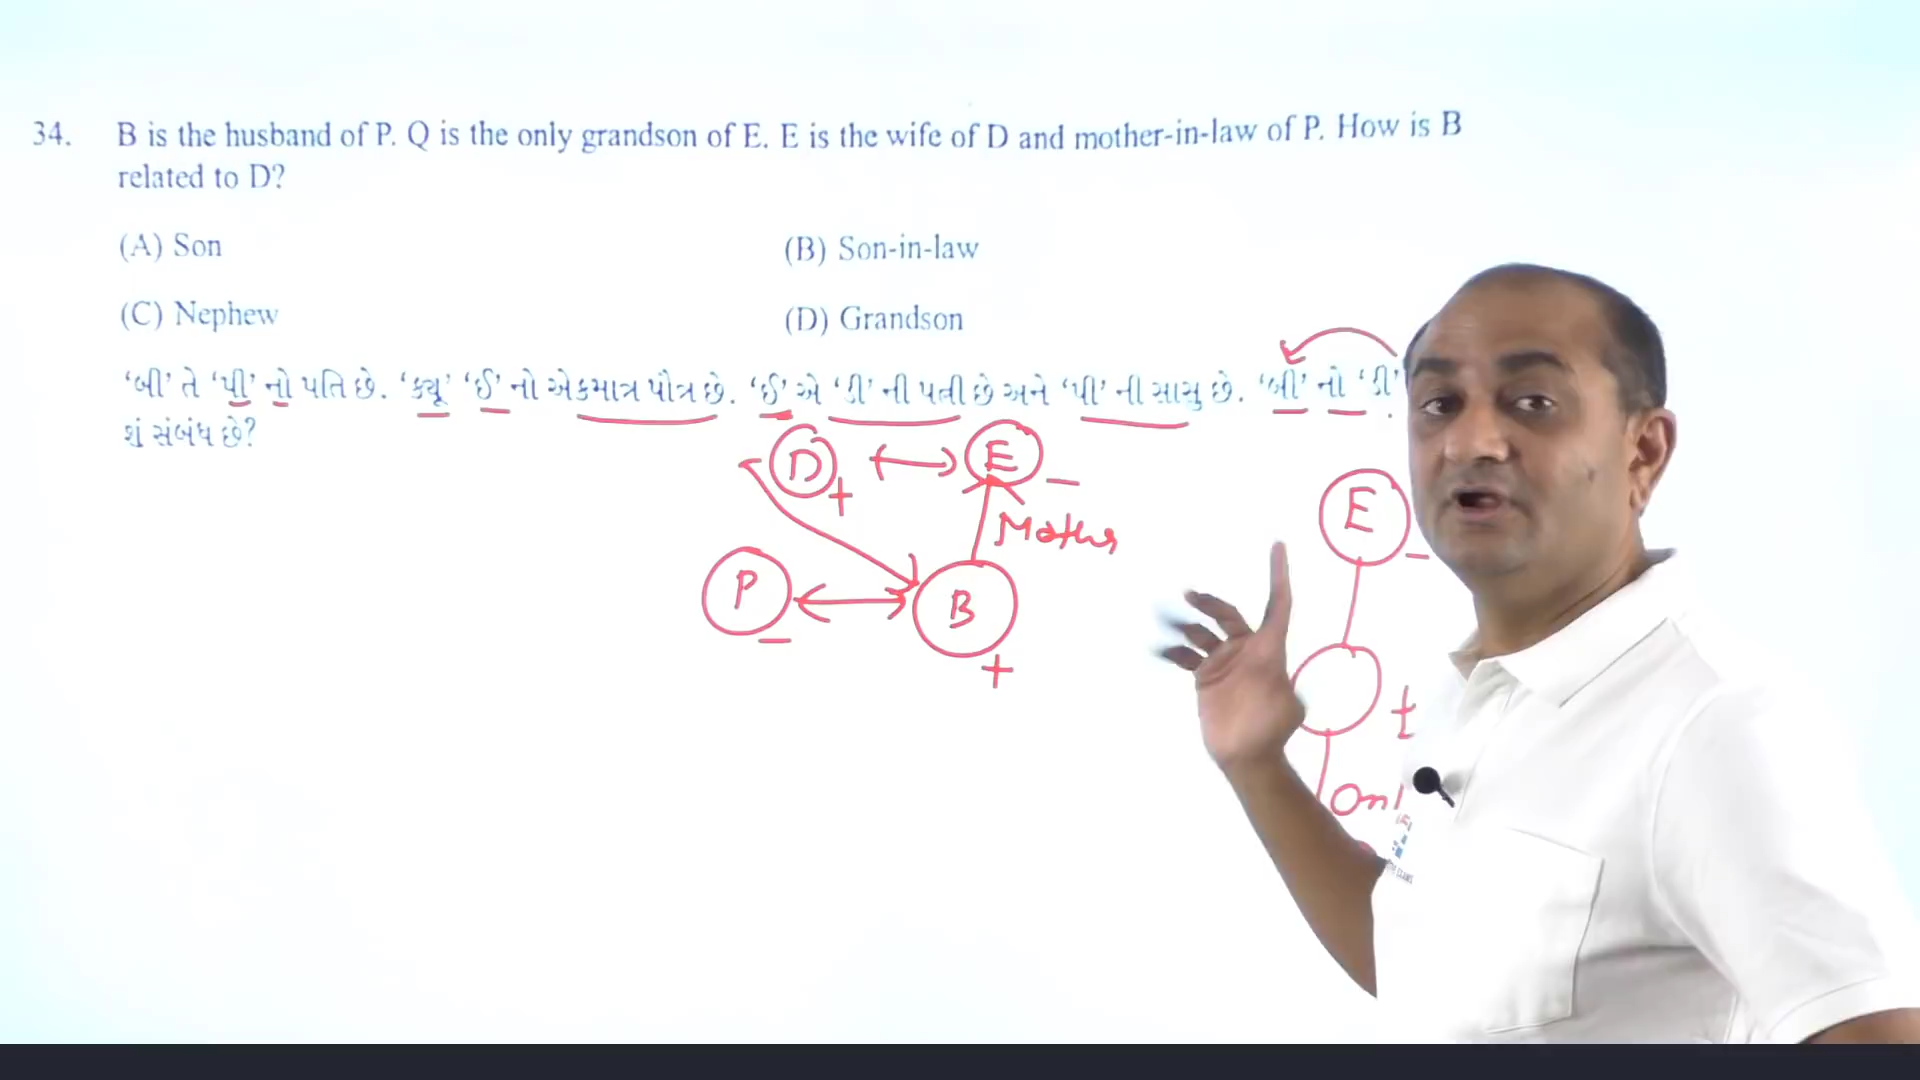 34. B is the husband of P. Q is the only grandson of E. E is the wife of D and mother-in-law of P. How is B
related to D?
(A) Son (B) Son-in-law
(C) Nephew (D) Grandson
‘બી’ તે ‘પી’ નો પતિ છે. ‘ક્યૂ’ ‘ઈ’ નો એકમાત્ર પૌત્ર છે. ‘ઈ’ એ ‘ડી’ ની પત્ની છે અને ‘પી’ ની સાસુ છે. ‘બી’ નો ‘ડી’
શું સંબંધ છે?
D + E -
E -
Mother
P - B +
+